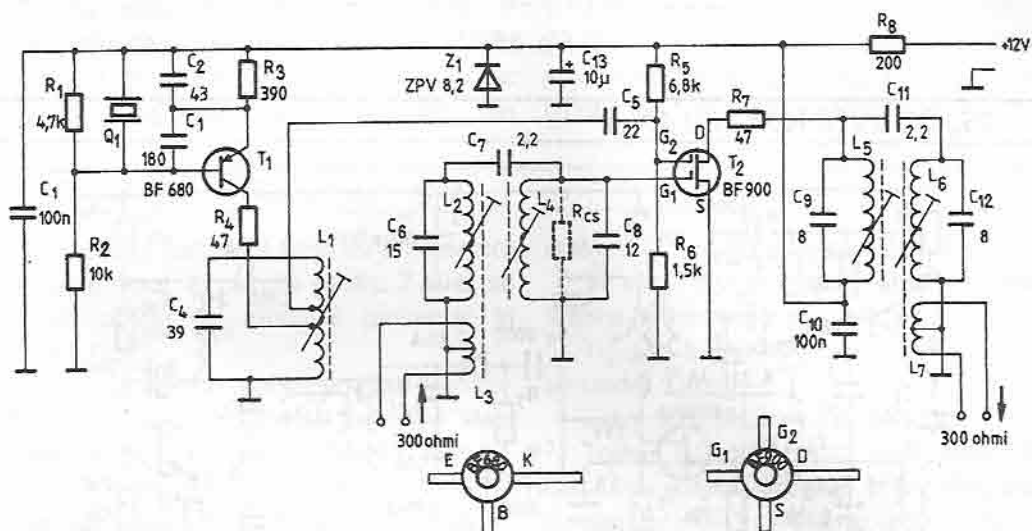 R8
200
+12V
R1
4,7k
Q1
C2
43
C1
180
R3
390
T1
BF 680
Z1
ZPV 8,2
C13
+
10μ
R5
6,8k
C5
22
R7
47
C11
2,2
C1
100n
R2
10k
R4
47
L1
C4
39
C7
2,2
C6
15
L2
L4
RCS
C8
12
G2
G1
D
S
T2
BF 900
R6
1,5k
C9
8
L5
L6
C12
8
C10
100n
L3
L7
300 ohmi
300 ohmi
E
BF680
K
B
G1
G2
BF900
D
S